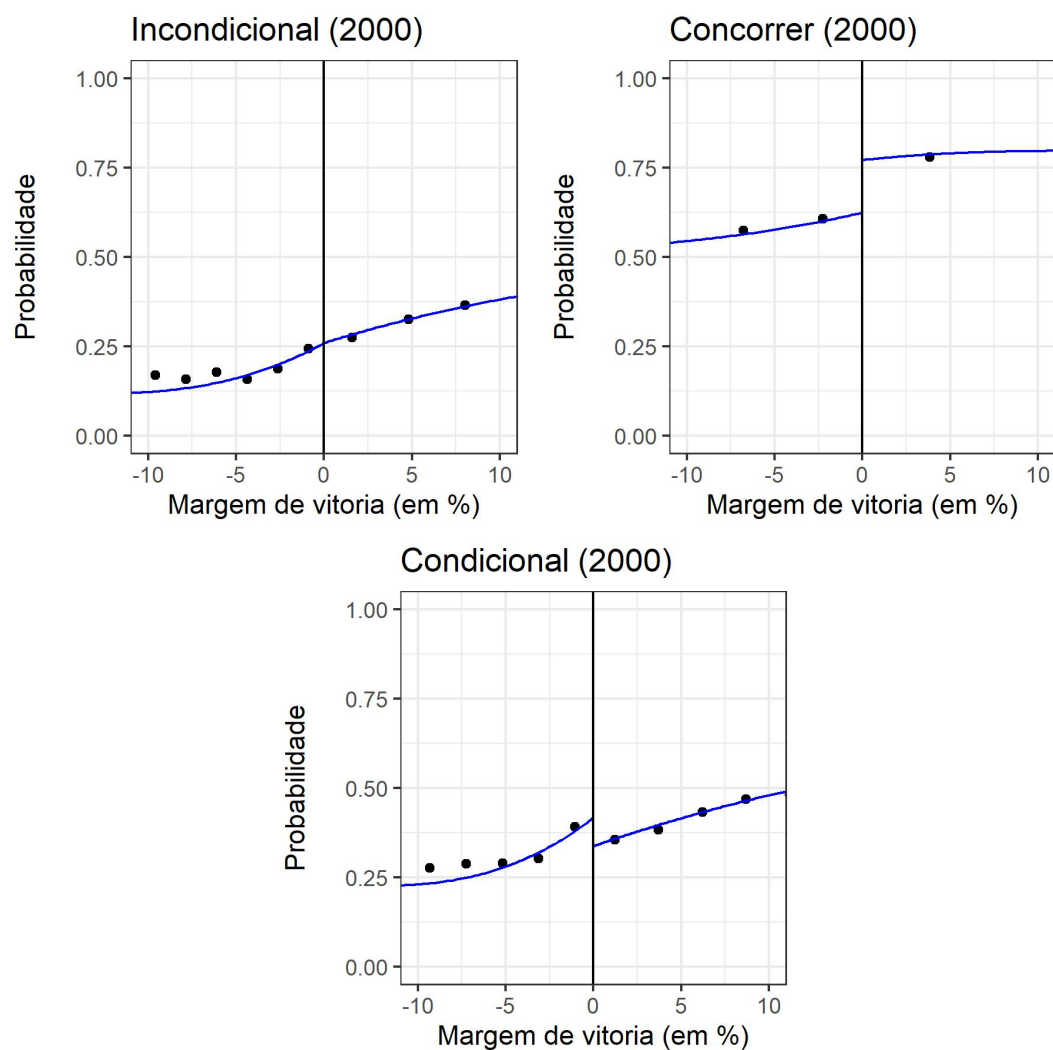 Incondicional (2000)
Probabilidade
1.00
0.75
0.50
0.25
0.00
-10 -5 0 5 10
Margem de vitoria (em %)
Concorrer (2000)
Probabilidade
1.00
0.75
0.50
0.25
0.00
-10 -5 0 5 10
Margem de vitoria (em %)
Condicional (2000)
Probabilidade
1.00
0.75
0.50
0.25
0.00
-10 -5 0 5 10
Margem de vitoria (em %)